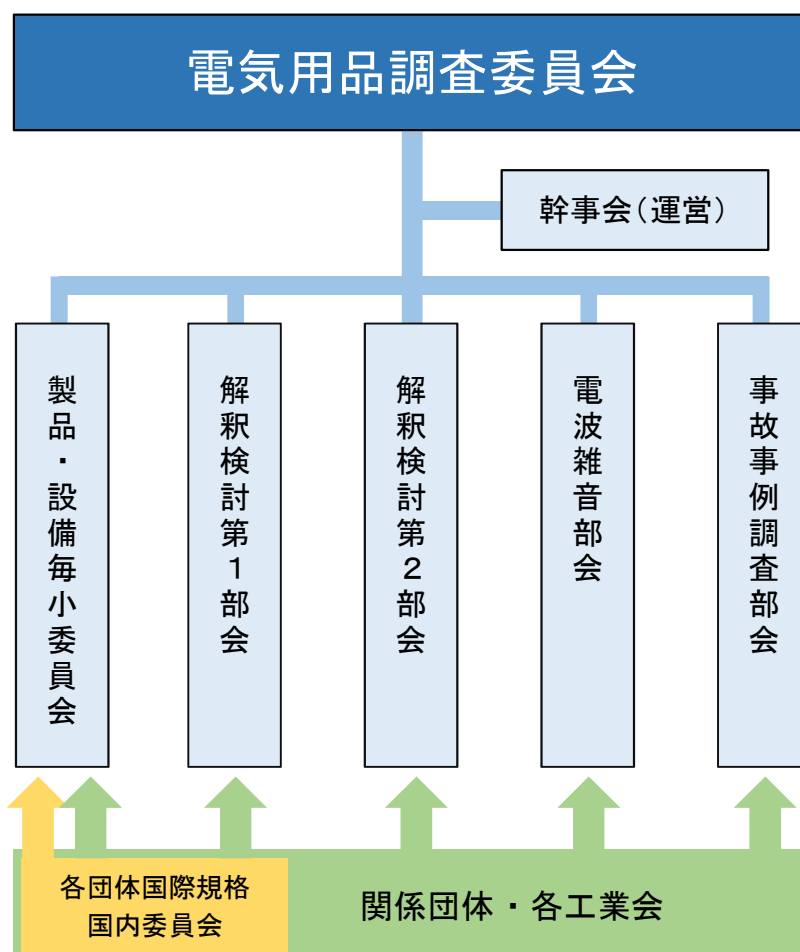 電気用品調査委員会
幹事会（運営）
製品・設備毎小委員会
解釈検討第１部会
解釈検討第２部会
電波雑音部会
事故事例調査部会
各団体国際規格
国内委員会
関係団体・各工業会